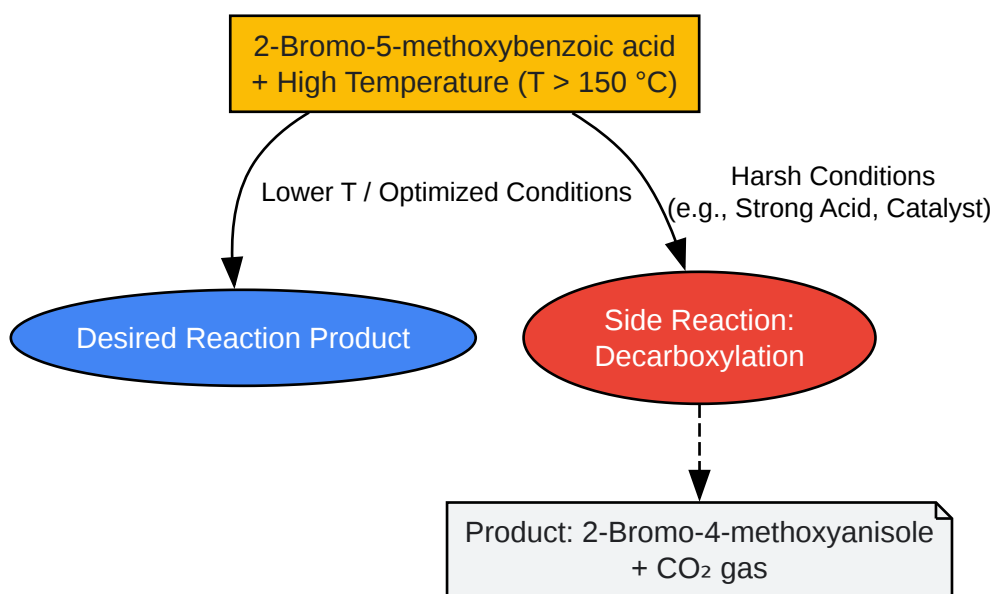 2-Bromo-5-methoxybenzoic acid
+ High Temperature (T > 150 °C)
Lower T / Optimized Conditions
Harsh Conditions
(e.g., Strong Acid, Catalyst)
Desired Reaction Product
Side Reaction:
Decarboxylation
Product: 2-Bromo-4-methoxyanisole
+ CO₂ gas